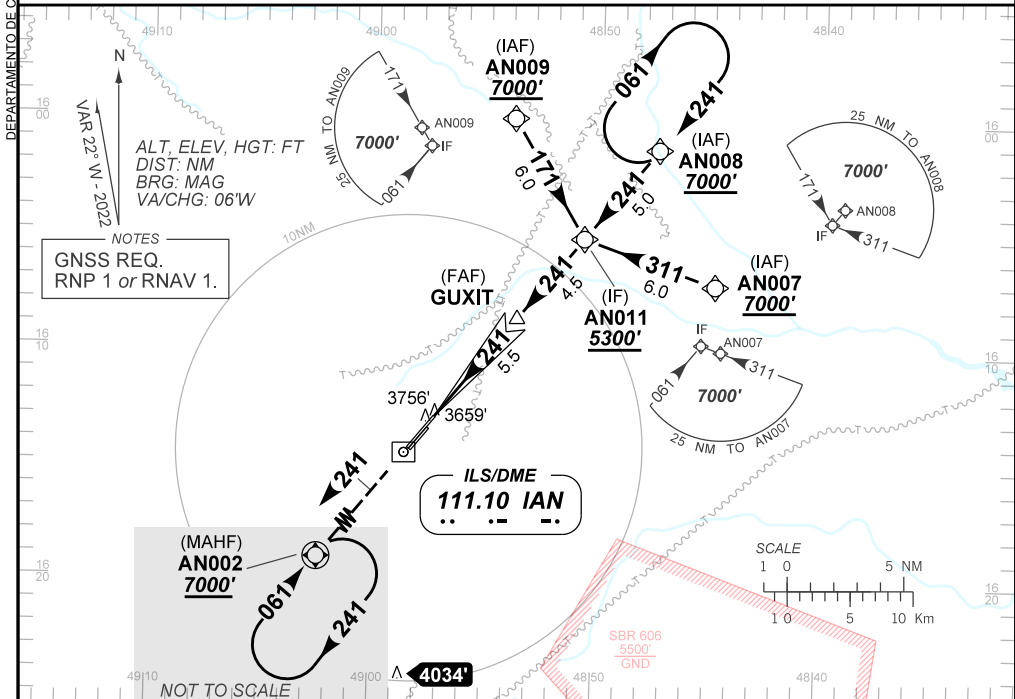 DEPARTAMENTO DE C
49 10
49 00
48 50
48 40
N
VAR 22° W - 2022
ALT, ELEV, HGT: FT
DIST: NM
BRG: MAG
VA/CHG: 06'W
NOTES
GNSS REQ.
RNP 1 or RNAV 1.
16 00
16 00
25 NM TO AN009
171
AN009
7000'
IF
061
(IAF)
AN009
7000'
171
6.0
061
241
(IAF)
AN008
7000'
241
5.0
25 NM TO AN008
7000'
171
AN008
IF
311
10NM
(FAF)
GUXIT
241
4.5
(IF)
AN011
5300'
311
6.0
(IAF)
AN007
7000'
16 10
16 10
241
5.5
IF
AN007
311
061
7000'
25 NM TO AN007
3756'
3659'
241
ILS/DME
111.10 IAN
(MAHF)
AN002
7000'
061
241
NOT TO SCALE
16 20
16 20
SCALE
1 0 5 NM
1 0 5 10 Km
SBR 606
5500'
GND
4034'
49 10
49 00
48 50
48 40